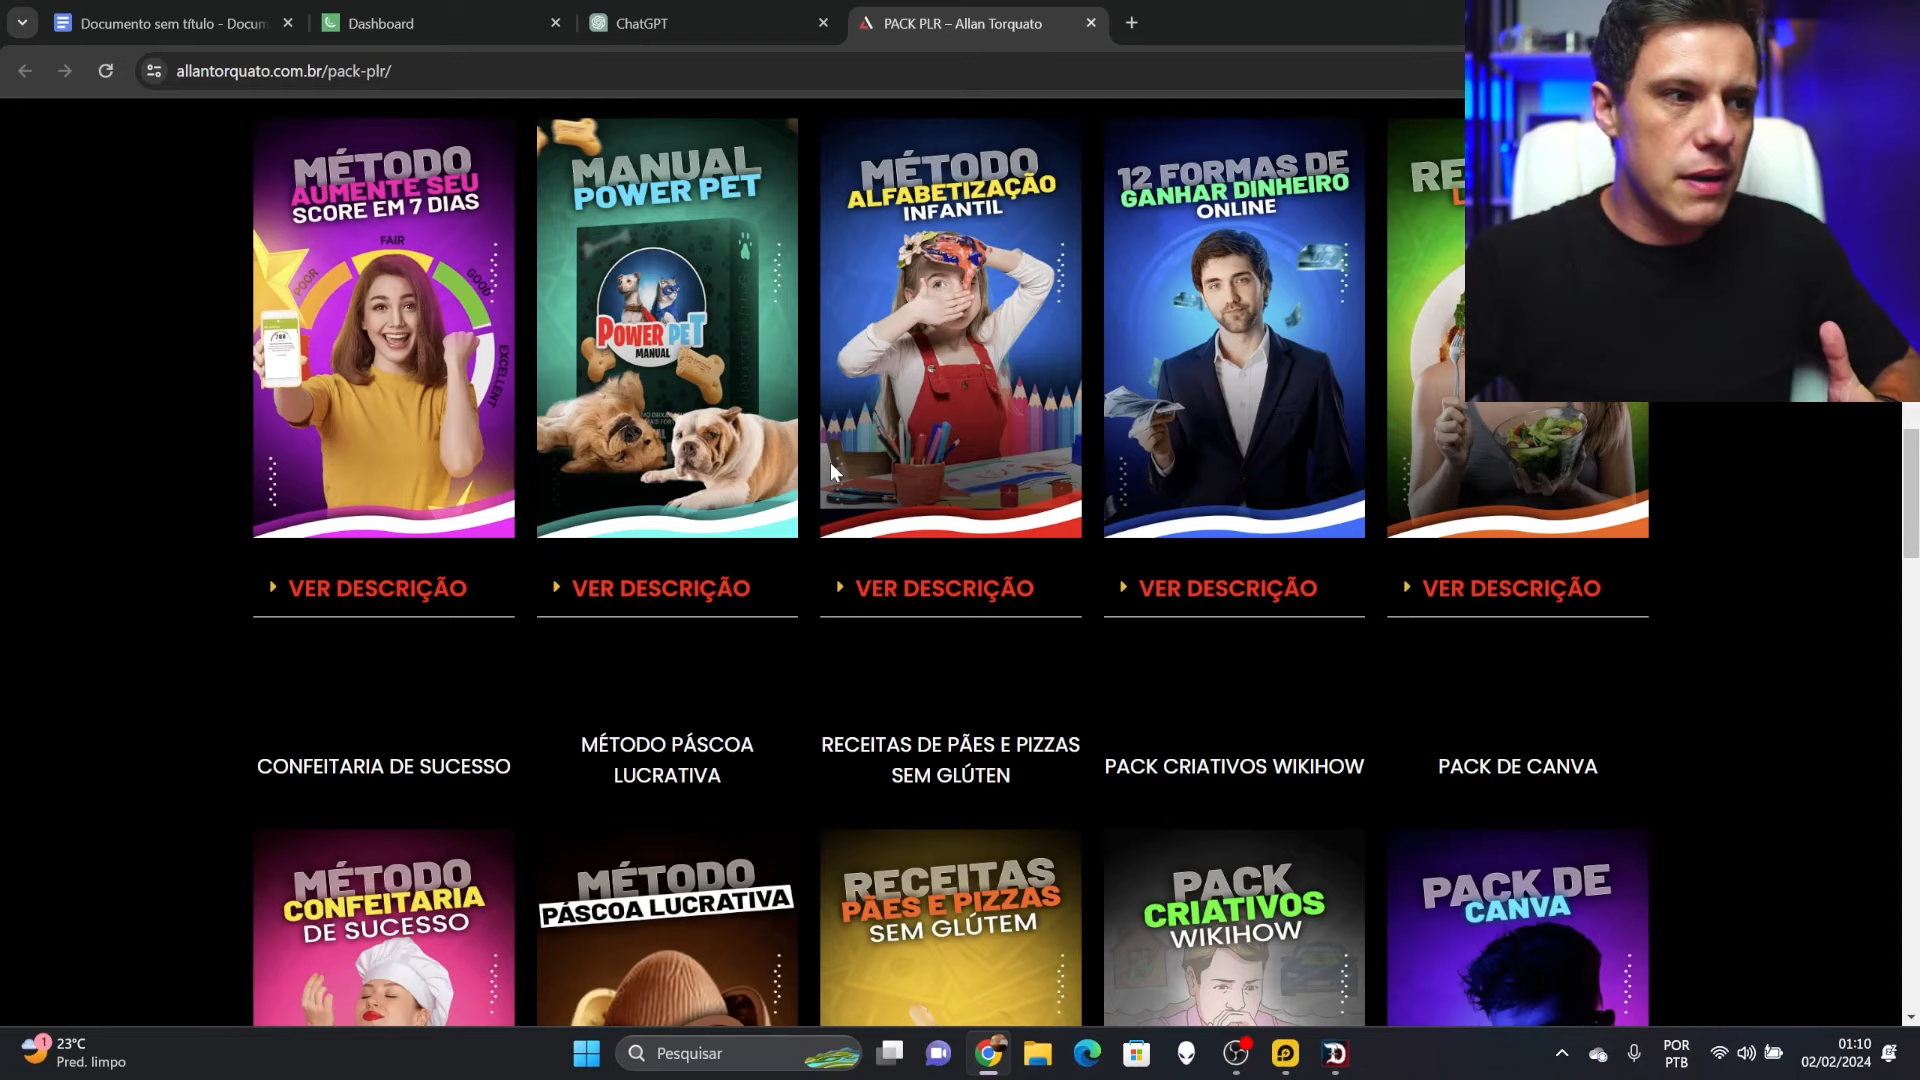 Documento sem título - Docum
Dashboard
ChatGPT
PACK PLR – Allan Torquato
allantorquato.com.br/pack-plr/
MÉTODO
AUMENTE SEU
SCORE EM 7 DIAS
POOR
FAIR
GOOD
EXCELLENT
MANUAL
POWER PET
POWER PET
MANUAL
MÉTODO
ALFABETIZAÇÃO
INFANTIL
12 FORMAS DE
GANHAR DINHEIRO
ONLINE
RE
VER DESCRIÇÃO
VER DESCRIÇÃO
VER DESCRIÇÃO
VER DESCRIÇÃO
VER DESCRIÇÃO
CONFEITARIA DE SUCESSO
MÉTODO PÁSCOA
LUCRATIVA
RECEITAS DE PÃES E PIZZAS
SEM GLÚTEN
PACK CRIATIVOS WIKIHOW
PACK DE CANVA
MÉTODO
CONFEITARIA
DE SUCESSO
MÉTODO
PÁSCOA LUCRATIVA
RECEITAS
PÃES E PIZZAS
SEM GLÚTEM
PACK
CRIATIVOS
WIKIHOW
PACK DE
CANVA
1
23°C
Pred. limpo
Pesquisar
POR
PTB
01:10
02/02/2024